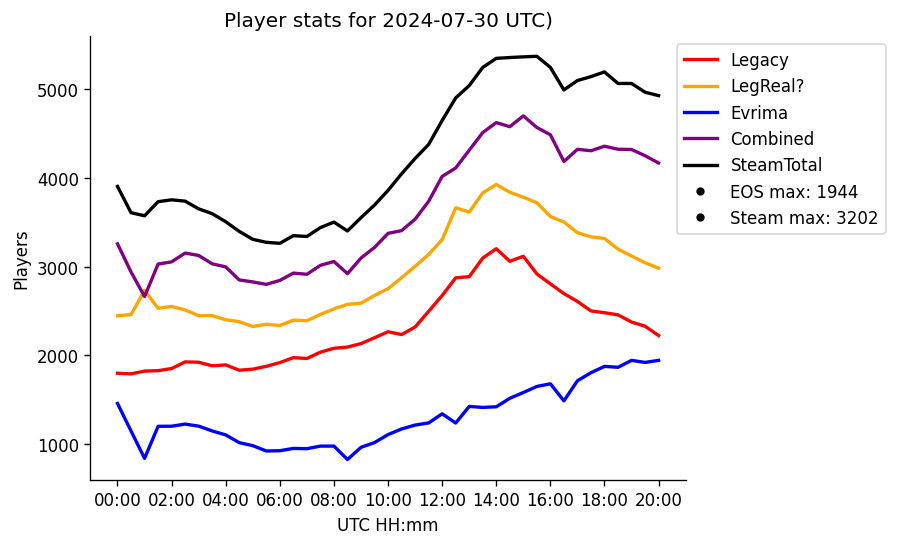 Player stats for 2024-07-30 UTC)
Legacy
LegReal?
Evrima
Combined
SteamTotal
EOS max: 1944
Steam max: 3202
Players
5000
4000
3000
2000
1000
00:00 02:00 04:00 06:00 08:00 10:00 12:00 14:00 16:00 18:00 20:00
UTC HH:mm